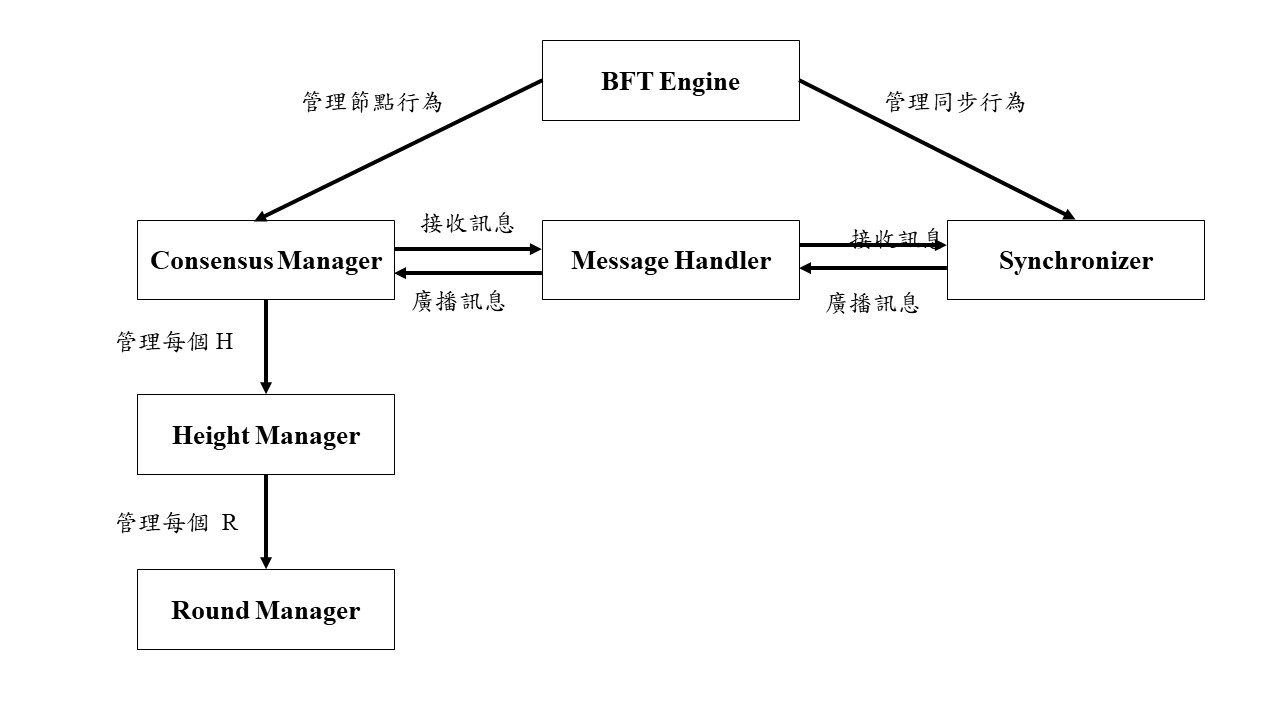 BFT Engine
管理節點行為
管理同步行為
接收訊息
接收訊息
Consensus Manager
Message Handler
Synchronizer
廣播訊息
廣播訊息
管理每個 H
Height Manager
管理每個 R
Round Manager